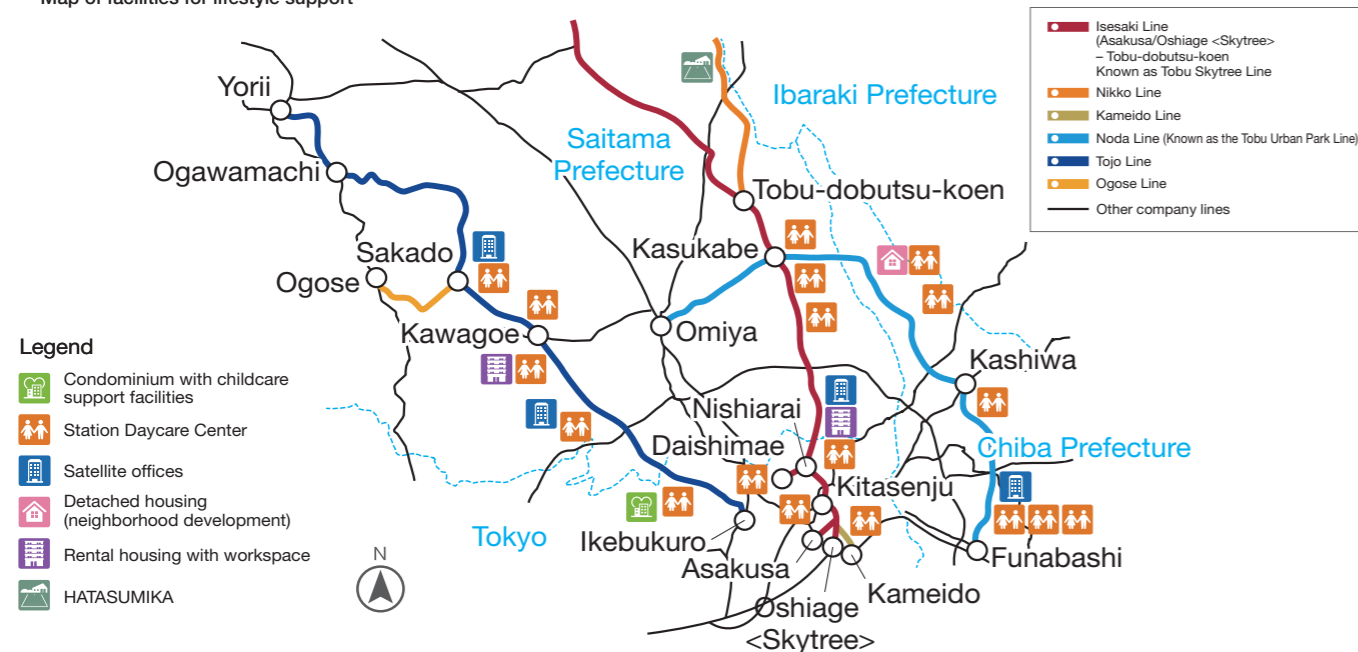 Map of facilities for lifestyle support
Isesaki Line
(Asakusa/Oshiage <Skytree>
– Tobu-dobutsu-koen
Known as Tobu Skytree Line
Nikko Line
Kameido Line
Noda Line (Known as the Tobu Urban Park Line)
Tojo Line
Ogose Line
Other company lines
Yorii
Ibaraki Prefecture
Saitama
Prefecture
Ogawamachi
Tobu-dobutsu-koen
Kasukabe
Sakado
Ogose
Omiya
Kawagoe
Kashiwa
Nishiarai
Daishimae
Chiba Prefecture
Kitasenju
Tokyo
Ikebukuro
Asakusa
Funabashi
Kameido
Oshiage
<Skytree>
Legend
Condominium with childcare
support facilities
Station Daycare Center
Satellite offices
Detached housing
(neighborhood development)
Rental housing with workspace
HATASUMIKA
N